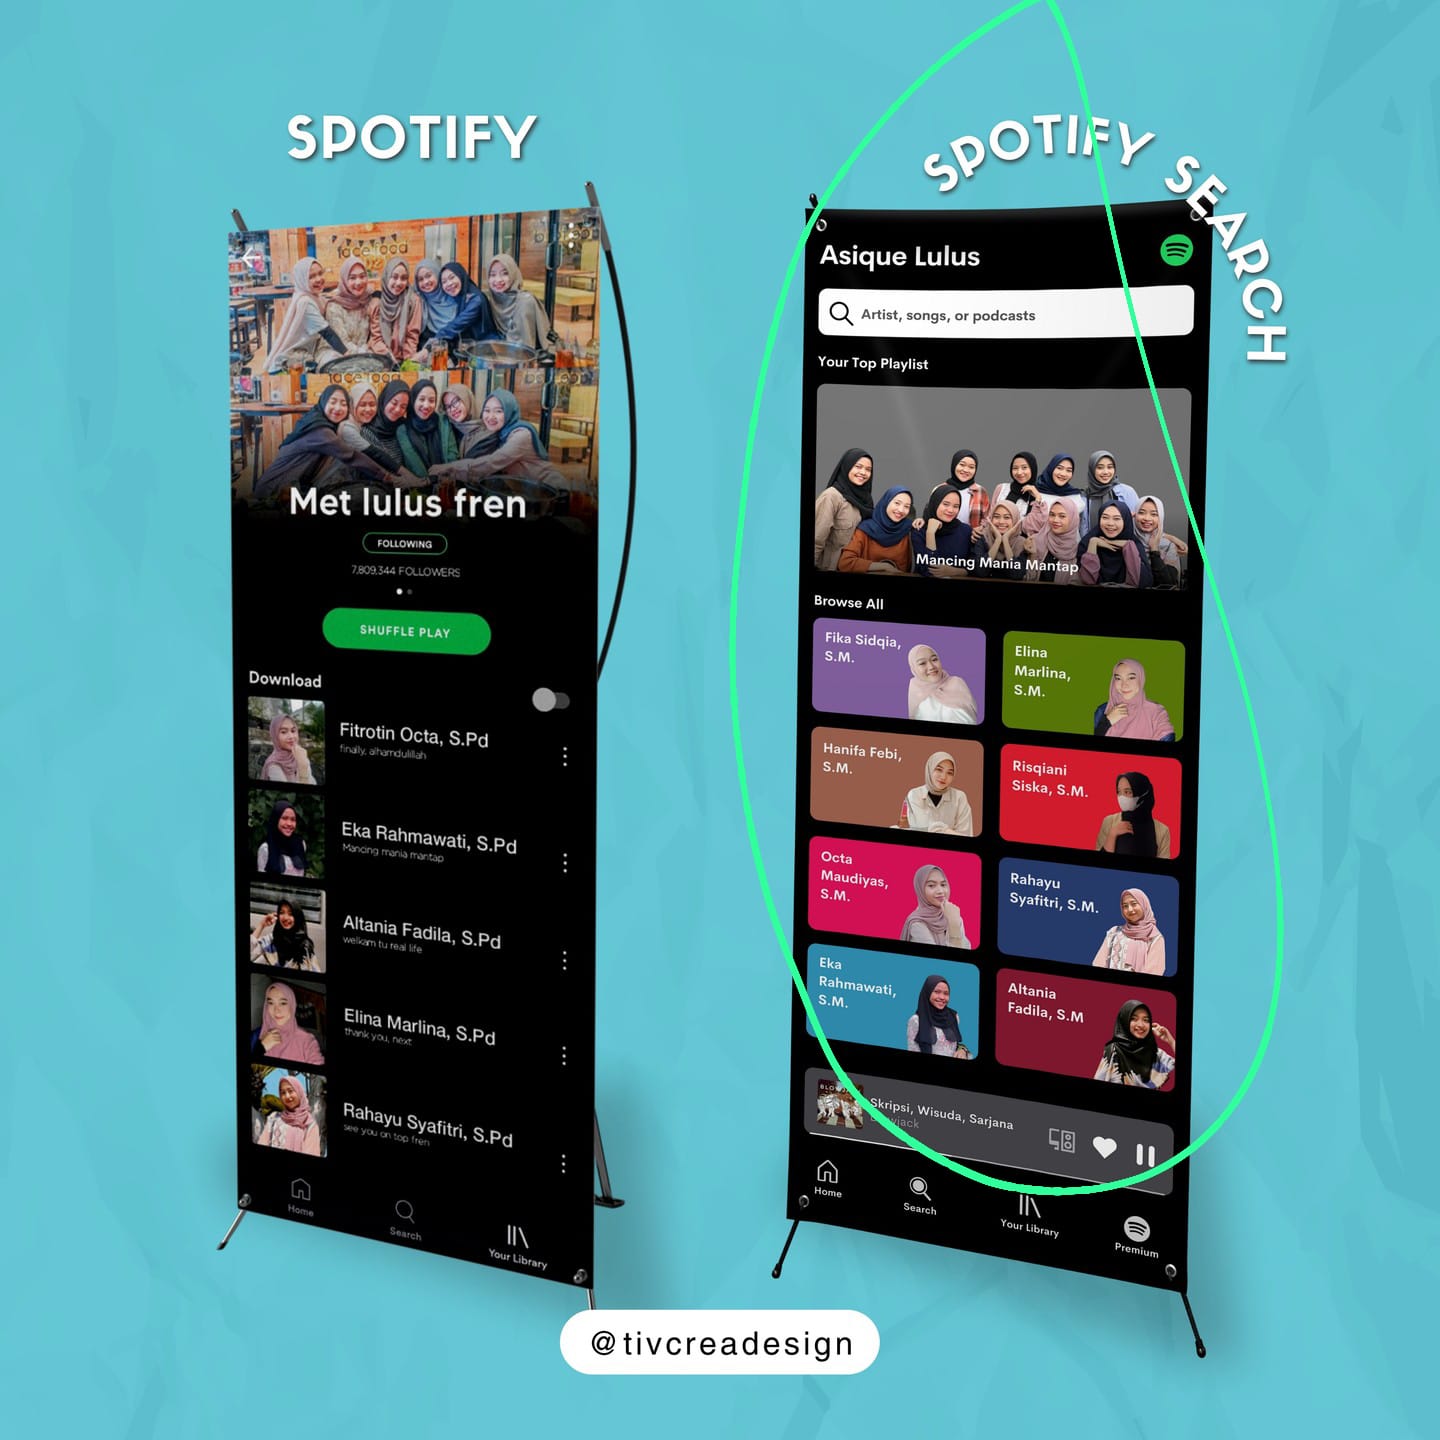 SPOTIFY
face food
face food
Met lulus fren
FOLLOWING
7,809,344 FOLLOWERS
SHUFFLE PLAY
Download
Fitrotin Octa, S.Pd
finally, alhamdulillah
Eka Rahmawati, S.Pd
Mancing mania mantap
Altania Fadila, S.Pd
welkam tu real life
Elina Marlina, S.Pd
thank you, next
Rahayu Syafitri, S.Pd
see you on top fren
Home
Search
Your Library
SPOTIFY SEARCH
Asique Lulus
Artist, songs, or podcasts
Your Top Playlist
Mancing Mania Mantap
Browse All
Fika Sidqia,
S.M.
Elina
Marlina,
S.M.
Hanifa Febi,
S.M.
Risqiani
Siska, S.M.
Octa
Maudiyas,
S.M.
Rahayu
Syafitri, S.M.
Eka
Rahmawati,
S.M.
Altania
Fadila, S.M
Skripsi, Wisuda, Sarjana
Home
Search
Your Library
Premium
@tivcreadesign